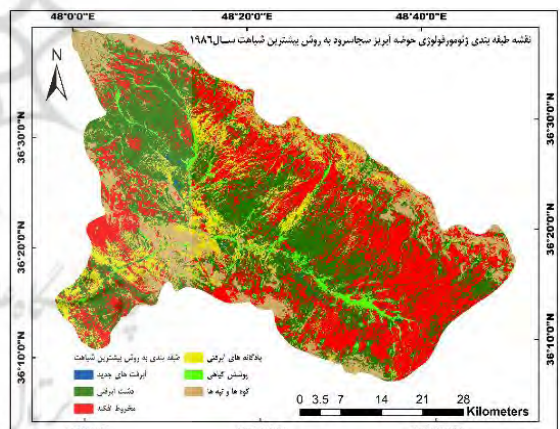 48°0'0"E 48°20'0"E 48°40'0"E
نقشه طبقه بندی ژئومورفولوژی حوضه آبریز سجاسرود به روش بیشترین شباهت سال۱۹۸۶
N
36°30'0"N 36°30'0"N
36°20'0"N 36°20'0"N
36°10'0"N 36°10'0"N
طبقه بندی به روش بیشترین شباهت
آبرفت های جدید
دشت آبرفتی
مخروط افکنه
پادگانه های آبرفتی
پوشش گیاهی
کوه ها و تپه ها
0 3.5 7 14 21 28
Kilometers